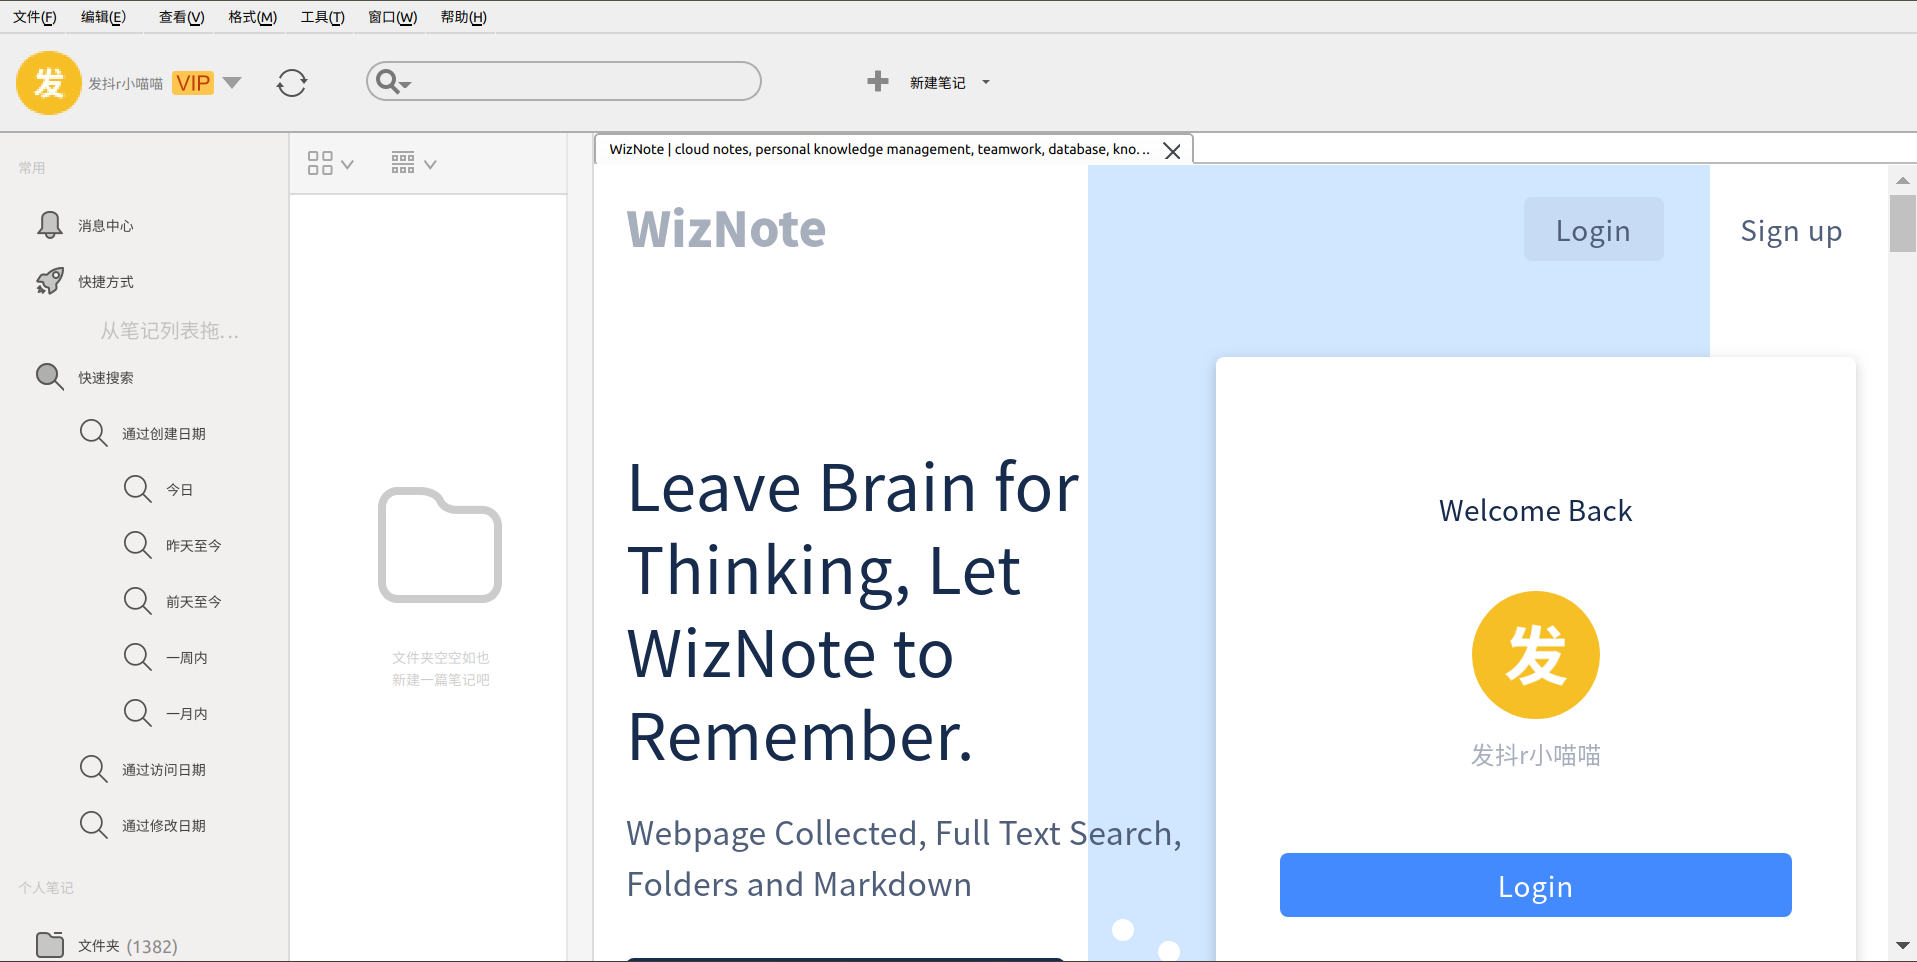 文件(F) 编辑(E) 查看(V) 格式(M) 工具(T) 窗口(W) 帮助(H)
发 发抖r小喵喵 VIP 新建笔记
常用
消息中心
快捷方式
从笔记列表拖...
快速搜索
通过创建日期
今日
昨天至今
前天至今
一周内
一月内
通过访问日期
通过修改日期
个人笔记
文件夹 (1382)
文件夹空空如也
新建一篇笔记吧
WizNote | cloud notes, personal knowledge management, teamwork, database, kno...
WizNote Login Sign up
Leave Brain for
Thinking, Let
WizNote to
Remember.
Webpage Collected, Full Text Search,
Folders and Markdown
Welcome Back
发
发抖r小喵喵
Login